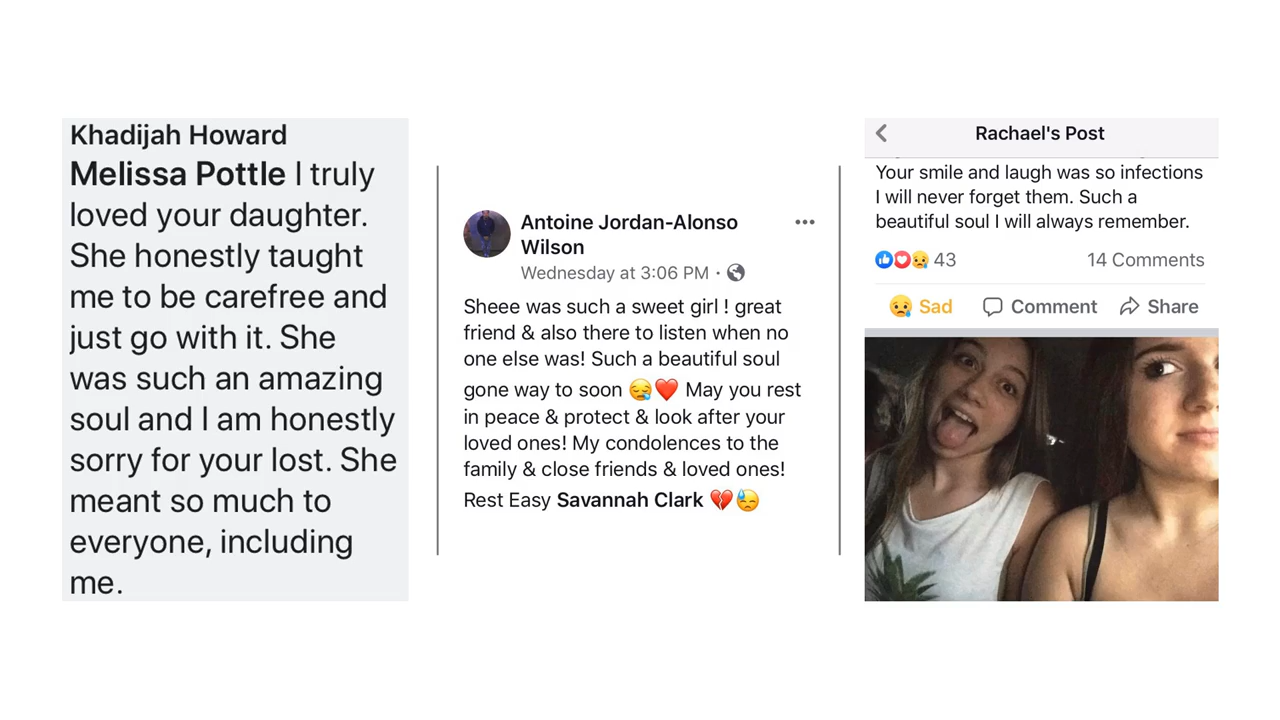 Khadijah Howard
Melissa Pottle I truly
loved your daughter.
She honestly taught
me to be carefree and
just go with it. She
was such an amazing
soul and I am honestly
sorry for your lost. She
meant so much to
everyone, including
me.
Antoine Jordan-Alonso
Wilson
Wednesday at 3:06 PM ·
Sheee was such a sweet girl ! great
friend & also there to listen when no
one else was! Such a beautiful soul
gone way to soon 😪❤️ May you rest
in peace & protect & look after your
loved ones! My condolences to the
family & close friends & loved ones!
Rest Easy Savannah Clark 💔😓
Rachael's Post
Your smile and laugh was so infections
I will never forget them. Such a
beautiful soul I will always remember.
43 14 Comments
Sad Comment Share